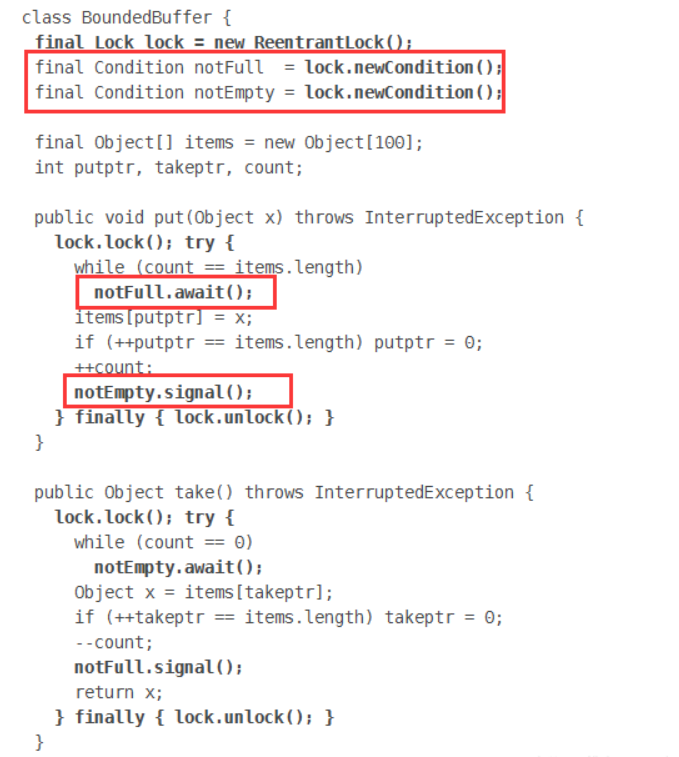 class BoundedBuffer {
final Lock lock = new ReentrantLock();
final Condition notFull  = lock.newCondition();
final Condition notEmpty = lock.newCondition();
final Object[] items = new Object[100];
int putptr, takeptr, count;
public void put(Object x) throws InterruptedException {
lock.lock(); try {
while (count == items.length)
notFull.await();
items[putptr] = x;
if (++putptr == items.length) putptr = 0;
++count;
notEmpty.signal();
} finally { lock.unlock(); }
}
public Object take() throws InterruptedException {
lock.lock(); try {
while (count == 0)
notEmpty.await();
Object x = items[takeptr];
if (++takeptr == items.length) takeptr = 0;
--count;
notFull.signal();
return x;
} finally { lock.unlock(); }
}